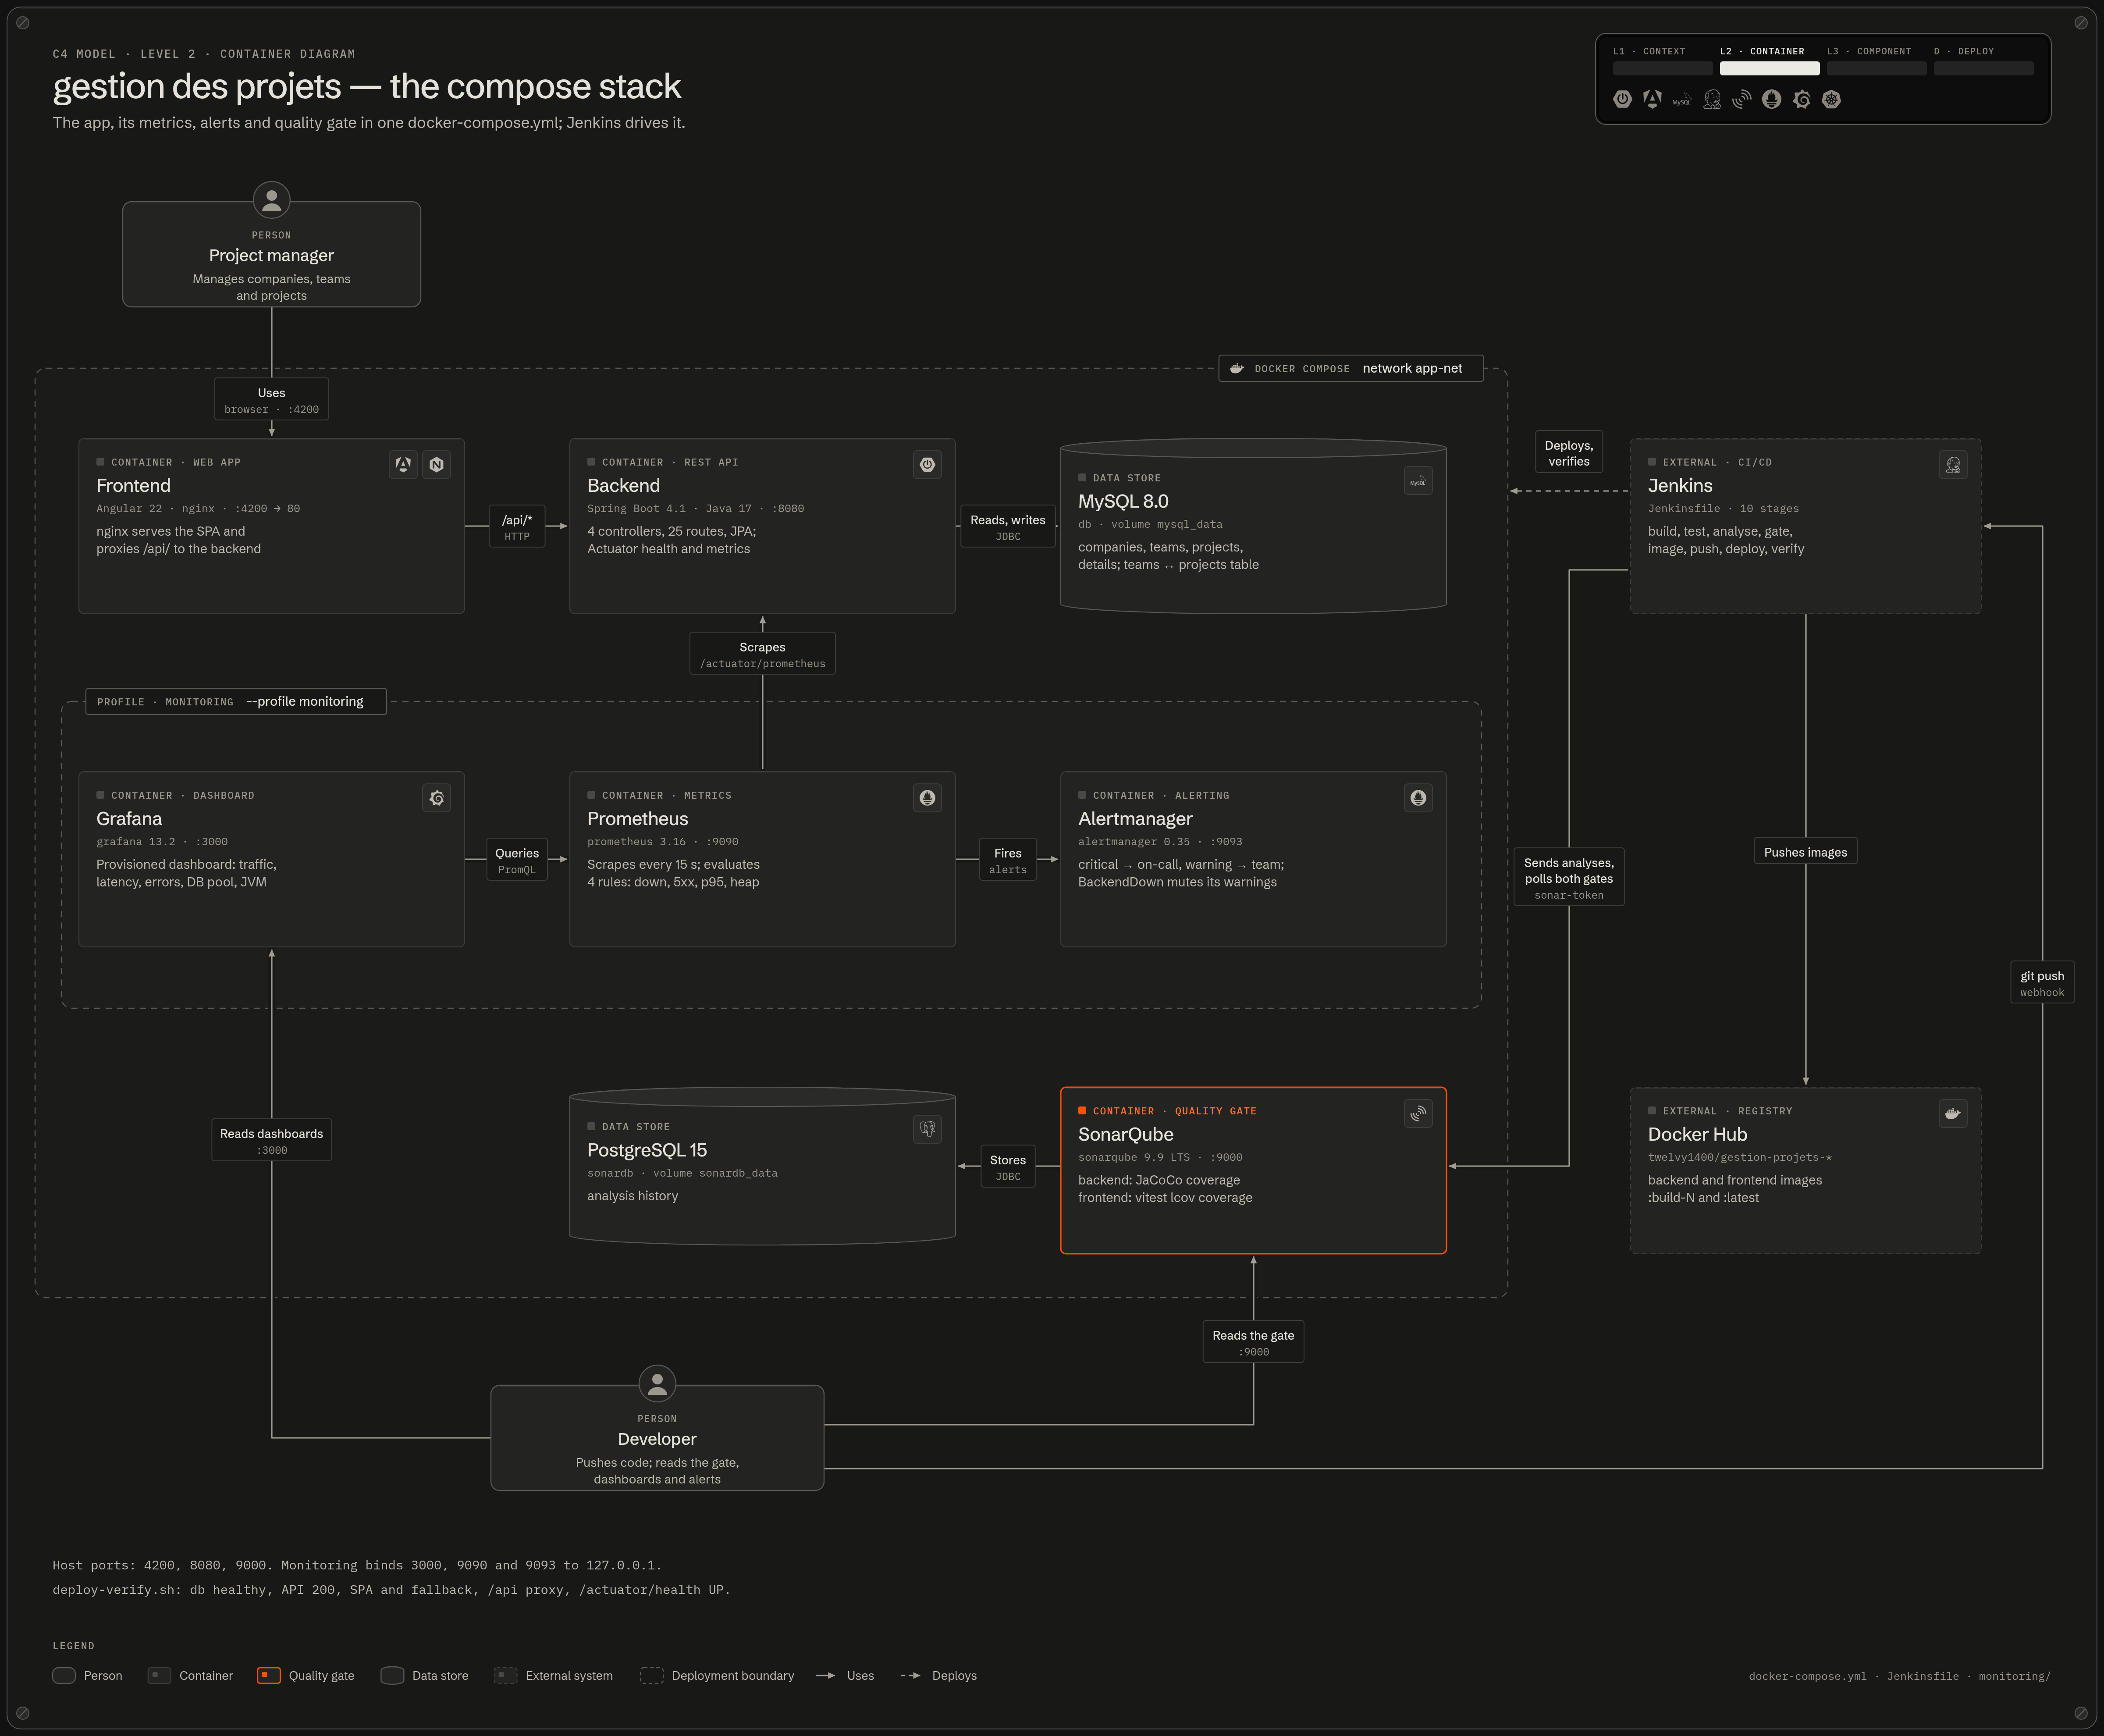 C4 MODEL · LEVEL 2 · CONTAINER DIAGRAM
gestion des projets — the compose stack
The app, its metrics, alerts and quality gate in one docker-compose.yml; Jenkins drives it.
L1 · CONTEXT
L2 · CONTAINER
L3 · COMPONENT
D · DEPLOY
MySQL
PERSON
Project manager
Manages companies, teams
and projects
DOCKER COMPOSE network app-net
Uses
browser · :4200
CONTAINER · WEB APP
Frontend
Angular 22 · nginx · :4200 → 80
nginx serves the SPA and
proxies /api/ to the backend
/api/*
HTTP
CONTAINER · REST API
Backend
Spring Boot 4.1 · Java 17 · :8080
4 controllers, 25 routes, JPA;
Actuator health and metrics
Reads, writes
JDBC
DATA STORE
MySQL 8.0
db · volume mysql_data
companies, teams, projects,
details; teams ↔ projects table
MySQL
Deploys,
verifies
EXTERNAL · CI/CD
Jenkins
Jenkinsfile · 10 stages
build, test, analyse, gate,
image, push, deploy, verify
Scrapes
/actuator/prometheus
PROFILE · MONITORING --profile monitoring
CONTAINER · DASHBOARD
Grafana
grafana 13.2 · :3000
Provisioned dashboard: traffic,
latency, errors, DB pool, JVM
Queries
PromQL
CONTAINER · METRICS
Prometheus
prometheus 3.16 · :9090
Scrapes every 15 s; evaluates
4 rules: down, 5xx, p95, heap
Fires
alerts
CONTAINER · ALERTING
Alertmanager
alertmanager 0.35 · :9093
critical → on-call, warning → team;
BackendDown mutes its warnings
Sends analyses,
polls both gates
sonar-token
Pushes images
git push
webhook
Reads dashboards
:3000
DATA STORE
PostgreSQL 15
sonardb · volume sonardb_data
analysis history
Stores
JDBC
CONTAINER · QUALITY GATE
SonarQube
sonarqube 9.9 LTS · :9000
backend: JaCoCo coverage
frontend: vitest lcov coverage
EXTERNAL · REGISTRY
Docker Hub
twelvy1400/gestion-projets-*
backend and frontend images
:build-N and :latest
Reads the gate
:9000
PERSON
Developer
Pushes code; reads the gate,
dashboards and alerts
Host ports: 4200, 8080, 9000. Monitoring binds 3000, 9090 and 9093 to 127.0.0.1.
deploy-verify.sh: db healthy, API 200, SPA and fallback, /api proxy, /actuator/health UP.
LEGEND
Person
Container
Quality gate
Data store
External system
Deployment boundary
Uses
Deploys
docker-compose.yml · Jenkinsfile · monitoring/